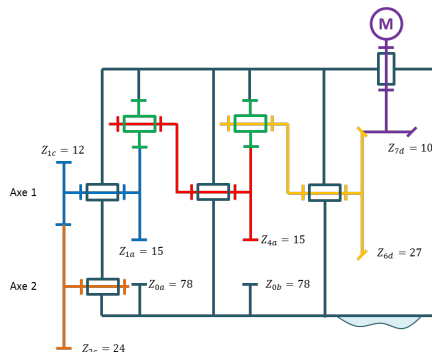 M
Z1c = 12
Z7d = 10
Axe 1
Z1a = 15
Z4a = 15
Z6d = 27
Axe 2
Z0a = 78
Z0b = 78
Z2c = 24